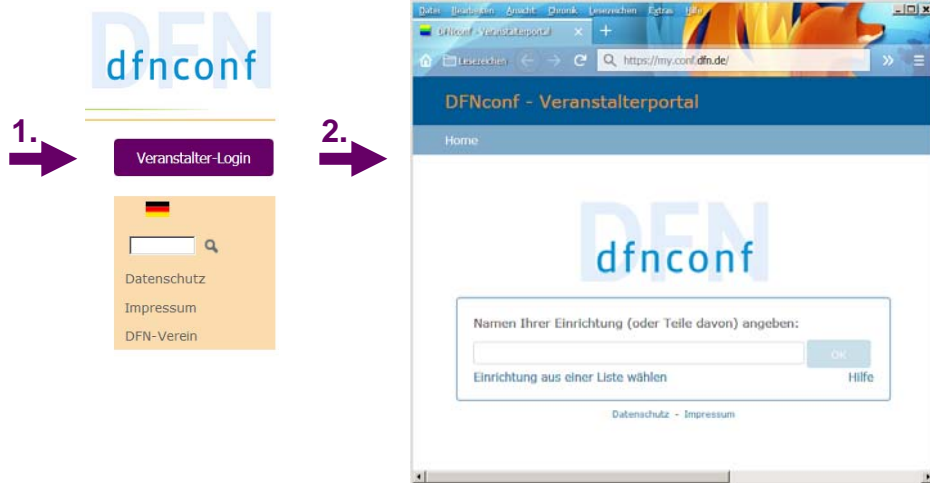 DFN
dfnconf
1.
Veranstalter-Login
Datenschutz
Impressum
DFN-Verein
2.
Datei Bearbeiten Ansicht Chronik Lesezeichen Extras Hilfe
DFNconf - Veranstalterportal × +
Lesezeichen
https://my.conf.dfn.de/
DFNconf - Veranstalterportal
Home
DFN
dfnconf
Namen Ihrer Einrichtung (oder Teile davon) angeben:
OK
Einrichtung aus einer Liste wählen Hilfe
Datenschutz - Impressum